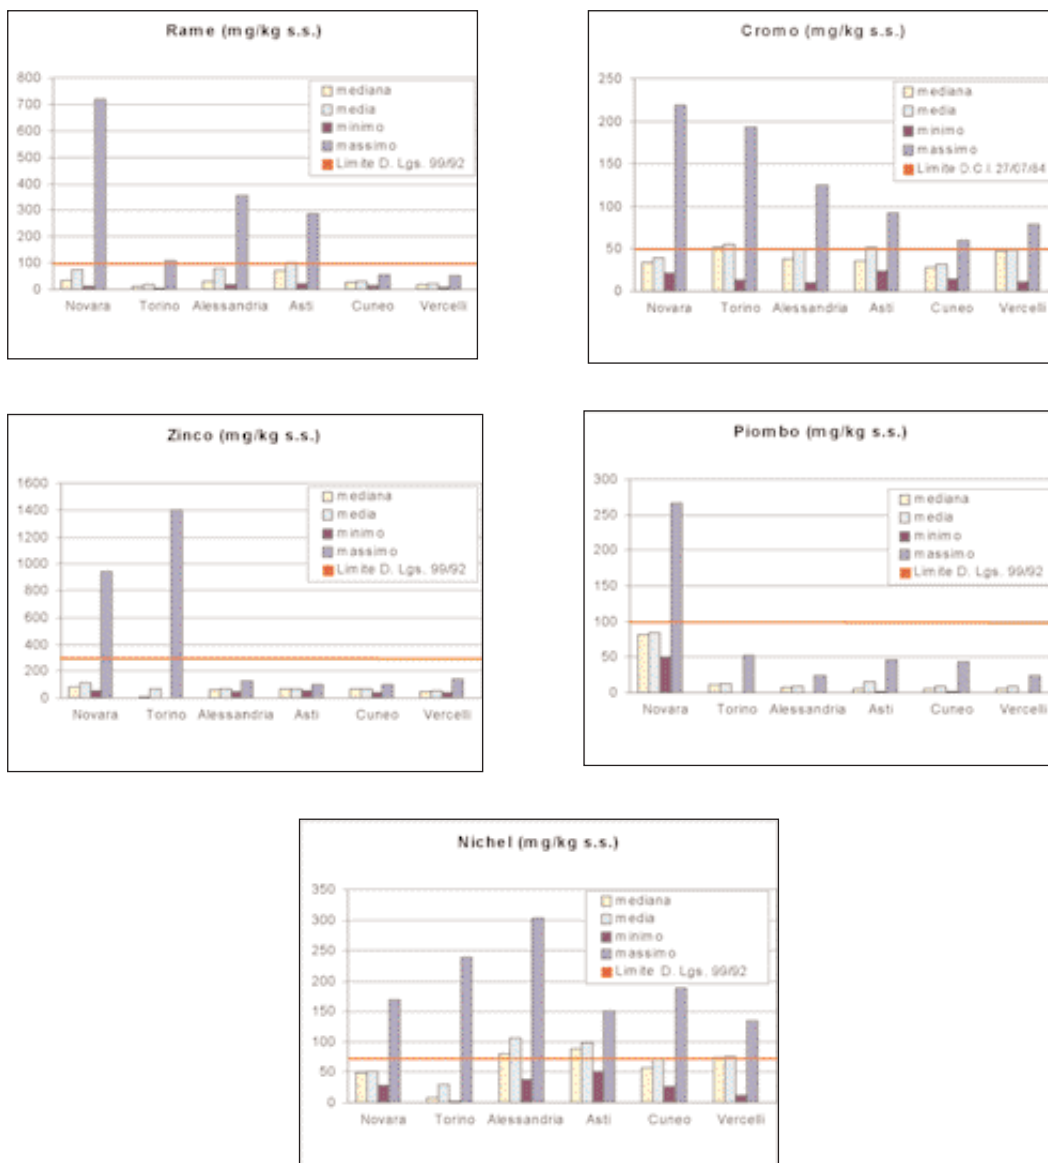 Rame (mg/kg s.s.)
800
700
600
500
400
300
200
100
0
mediana
media
minimo
massimo
Limite D. Lgs. 99/92
Novara Torino Alessandria Asti Cuneo Vercelli
Cromo (mg/kg s.s.)
250
200
150
100
50
0
mediana
media
minimo
massimo
Limite D.C.I. 27/07/84
Novara Torino Alessandria Asti Cuneo Vercelli
Zinco (mg/kg s.s.)
1600
1400
1200
1000
800
600
400
200
0
mediana
media
minimo
massimo
Limite D. Lgs. 99/92
Novara Torino Alessandria Asti Cuneo Vercelli
Piombo (mg/kg s.s.)
300
250
200
150
100
50
0
mediana
media
minimo
massimo
Limite D. Lgs. 99/92
Novara Torino Alessandria Asti Cuneo Vercelli
Nichel (mg/kg s.s.)
350
300
250
200
150
100
50
0
mediana
media
minimo
massimo
Limite D. Lgs. 99/92
Novara Torino Alessandria Asti Cuneo Vercelli